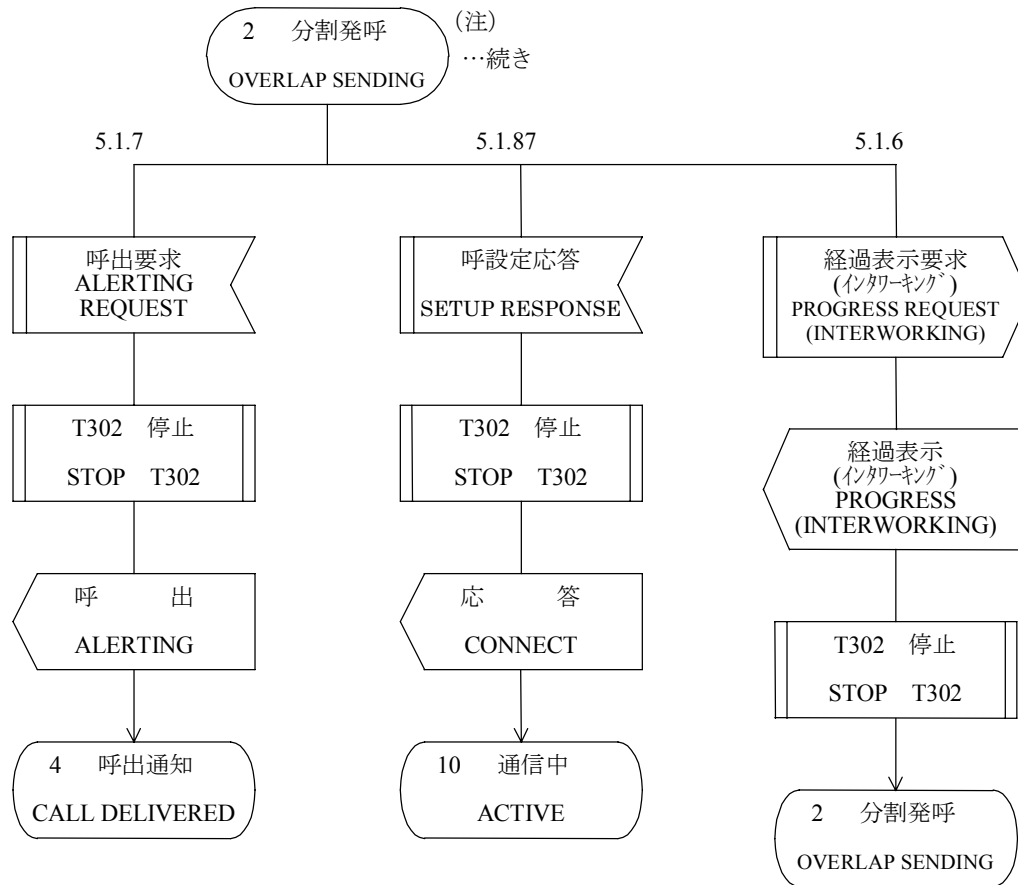 2 分割発呼
OVERLAP SENDING
(注)
…続き
5.1.7
5.1.87
5.1.6
呼出要求
ALERTING
REQUEST
T302 停止
STOP T302
呼 出
ALERTING
4 呼出通知
CALL DELIVERED
呼設定応答
SETUP RESPONSE
T302 停止
STOP T302
応 答
CONNECT
10 通信中
ACTIVE
経過表示要求
(インタワーキング)
PROGRESS REQUEST
(INTERWORKING)
経過表示
(インタワーキング)
PROGRESS
(INTERWORKING)
T302 停止
STOP T302
2 分割発呼
OVERLAP SENDING